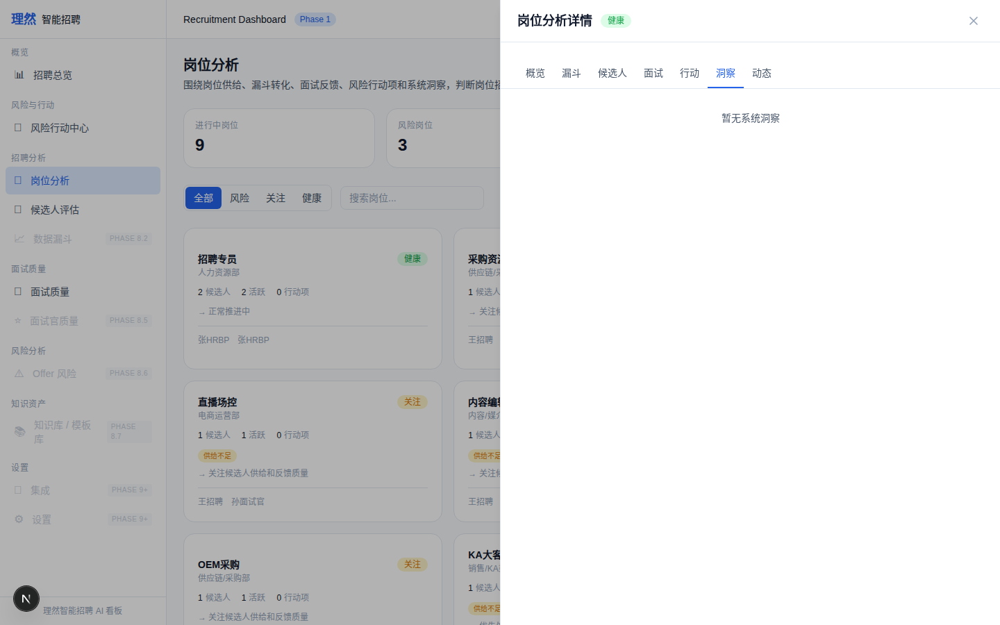 理然 智能招聘
概览
招聘总览
风险与行动
风险行动中心
招聘分析
岗位分析
候选人评估
数据漏斗 PHASE 8.2
面试质量
面试质量
面试官质量 PHASE 8.5
风险分析
Offer 风险 PHASE 8.6
知识资产
知识库 / 模板
库
PHASE
8.7
设置
集成 PHASE 9+
设置 PHASE 9+
理然智能招聘 AI 看板
Recruitment Dashboard Phase 1
岗位分析
围绕岗位供给、漏斗转化、面试反馈、风险行动项和系统洞察，判断岗位招
进行中岗位
9
风险岗位
3
全部 风险 关注 健康 搜索岗位...
招聘专员 健康
人力资源部
2 候选人 2 活跃 0 行动项
→ 正常推进中
张HRBP 张HRBP
采购资
供应链/采
1 候选人
→ 关注候
王招聘
直播场控 关注
电商运营部
1 候选人 1 活跃 0 行动项
供给不足
→ 关注候选人供给和反馈质量
王招聘 孙面试官
内容编辑
内容/媒介
1 候选人
供给不足
→ 关注候
王招聘
OEM采购 关注
供应链/采购部
1 候选人 1 活跃 0 行动项
→ 关注候选人供给和反馈质量
KA大客
销售/KA
1 候选人
供给不足
岗位分析详情 健康
概览 漏斗 候选人 面试 行动 洞察 动态
暂无系统洞察